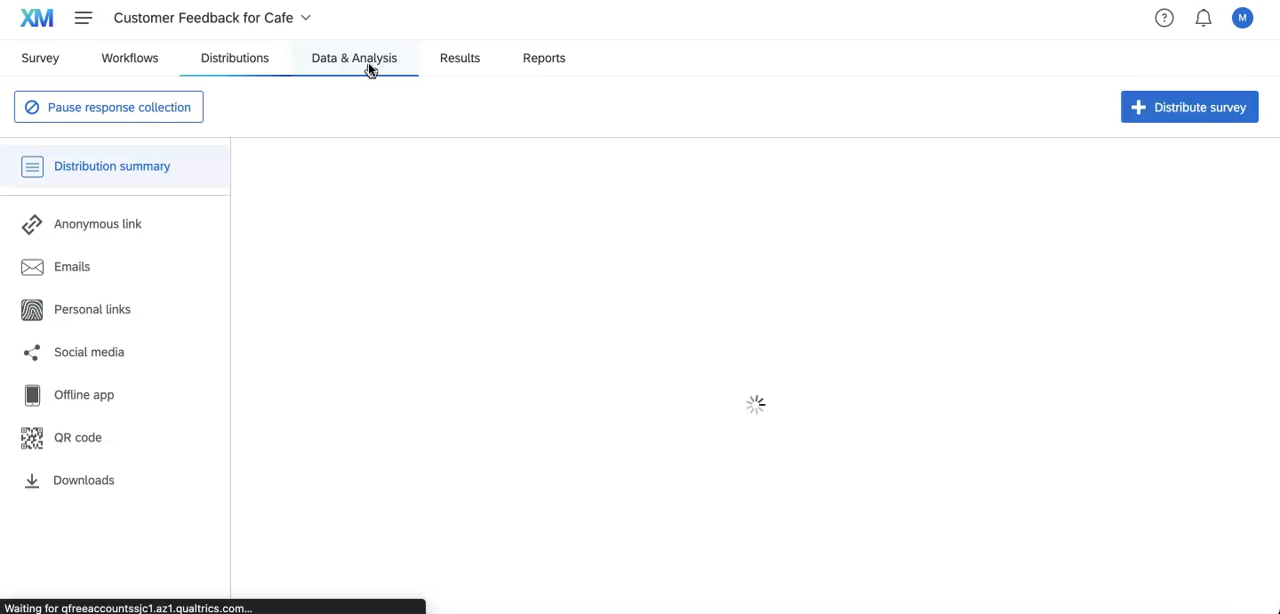 XM
Customer Feedback for Cafe
M
Survey
Workflows
Distributions
Data & Analysis
Results
Reports
Pause response collection
Distribute survey
Distribution summary
Anonymous link
Emails
Personal links
Social media
Offline app
QR code
Downloads
Waiting for qfreeaccountssjc1.az1.qualtrics.com...